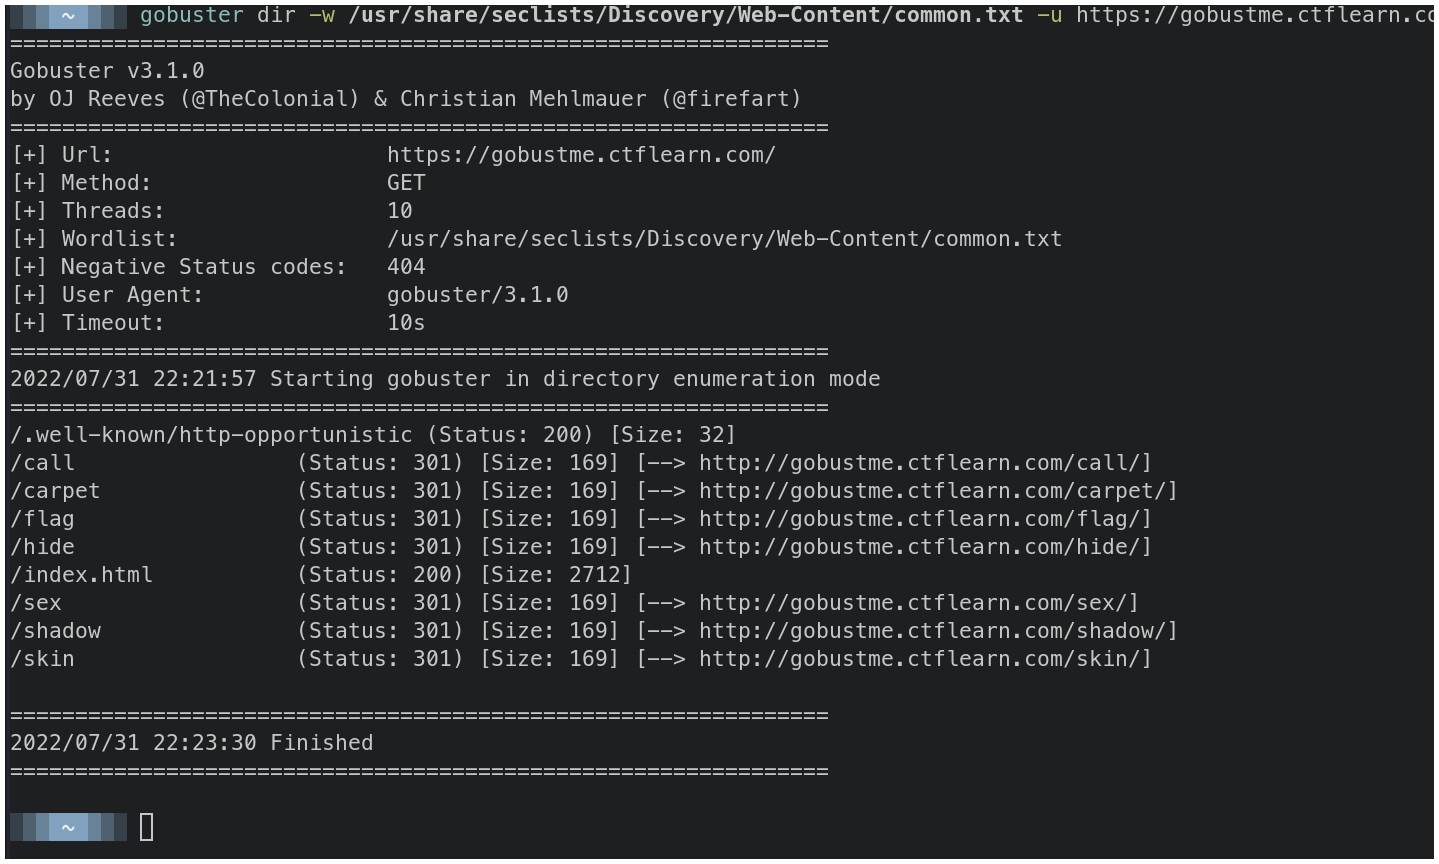 ~ gobuster dir -w /usr/share/seclists/Discovery/Web-Content/common.txt -u https://gobustme.ctflearn.co
===============================================================
Gobuster v3.1.0
by OJ Reeves (@TheColonial) & Christian Mehlmauer (@firefart)
===============================================================
[+] Url:                     https://gobustme.ctflearn.com/
[+] Method:                  GET
[+] Threads:                 10
[+] Wordlist:                /usr/share/seclists/Discovery/Web-Content/common.txt
[+] Negative Status codes:   404
[+] User Agent:              gobuster/3.1.0
[+] Timeout:                 10s
===============================================================
2022/07/31 22:21:57 Starting gobuster in directory enumeration mode
===============================================================
/.well-known/http-opportunistic (Status: 200) [Size: 32]
/call                 (Status: 301) [Size: 169] [--> http://gobustme.ctflearn.com/call/]
/carpet               (Status: 301) [Size: 169] [--> http://gobustme.ctflearn.com/carpet/]
/flag                 (Status: 301) [Size: 169] [--> http://gobustme.ctflearn.com/flag/]
/hide                 (Status: 301) [Size: 169] [--> http://gobustme.ctflearn.com/hide/]
/index.html           (Status: 200) [Size: 2712]
/sex                  (Status: 301) [Size: 169] [--> http://gobustme.ctflearn.com/sex/]
/shadow               (Status: 301) [Size: 169] [--> http://gobustme.ctflearn.com/shadow/]
/skin                 (Status: 301) [Size: 169] [--> http://gobustme.ctflearn.com/skin/]
===============================================================
2022/07/31 22:23:30 Finished
===============================================================
~